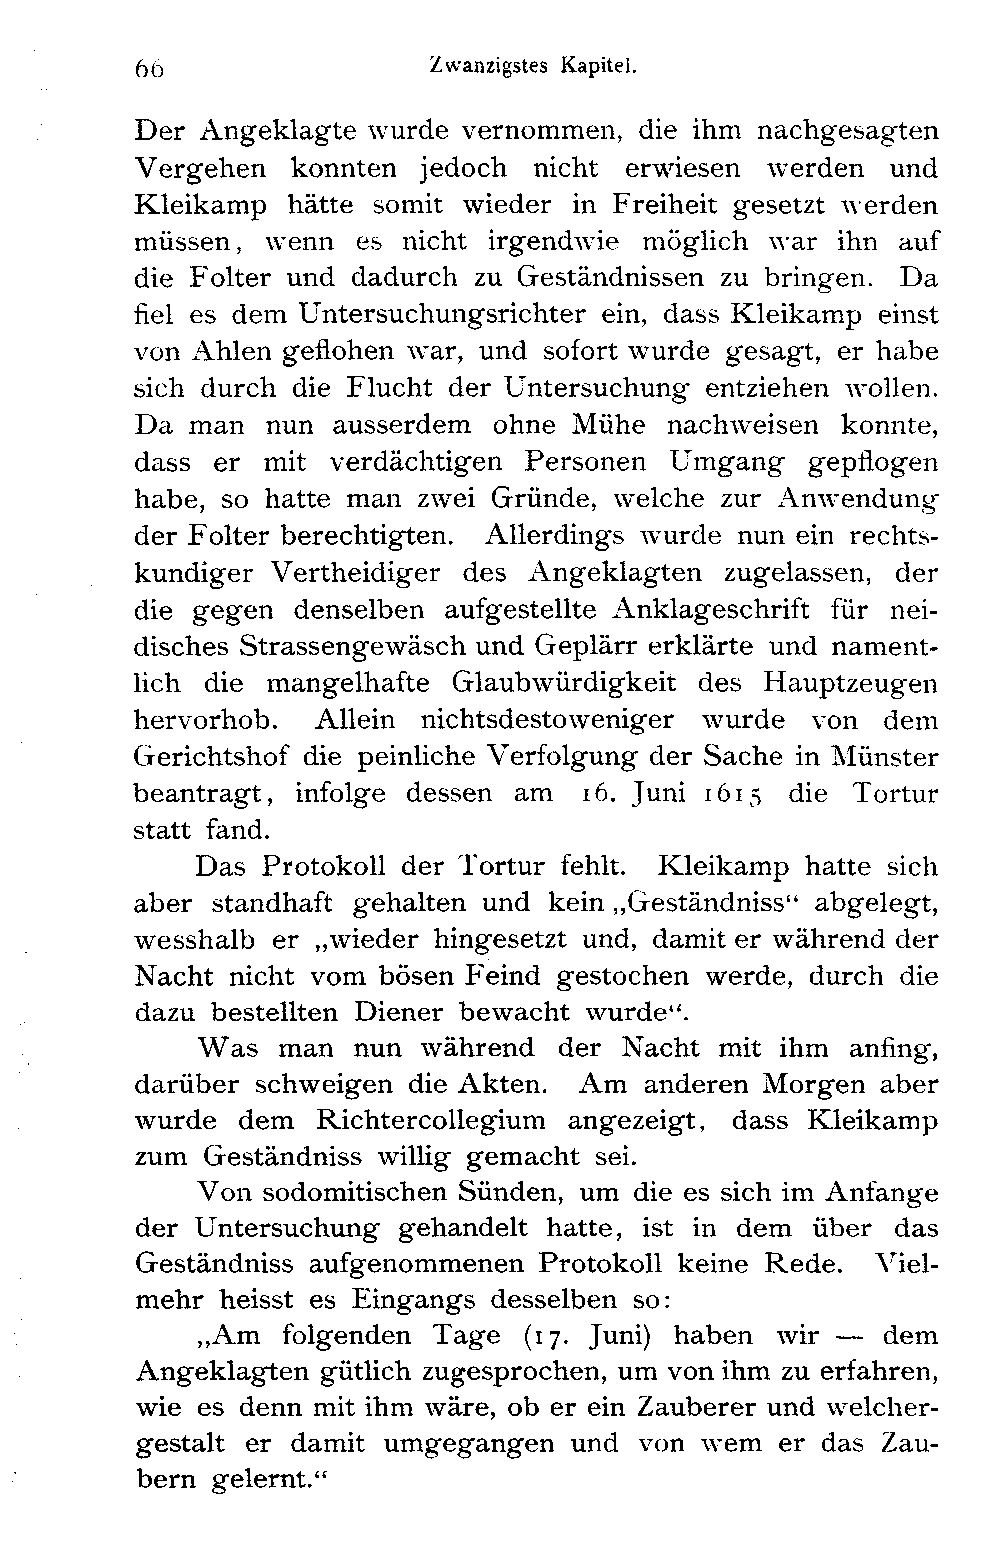 66 Zwanzigstes Kapitel.
Der Angeklagte wurde vernommen, die ihm nachgesagten
Vergehen konnten jedoch nicht erwiesen werden und
Kleikamp hätte somit wieder in Freiheit gesetzt werden
müssen, wenn es nicht irgendwie möglich war ihn auf
die Folter und dadurch zu Geständnissen zu bringen. Da
fiel es dem Untersuchungsrichter ein, dass Kleikamp einst
von Ahlen geflohen war, und sofort wurde gesagt, er habe
sich durch die Flucht der Untersuchung entziehen wollen.
Da man nun ausserdem ohne Mühe nachweisen konnte,
dass er mit verdächtigen Personen Umgang gepflogen
habe, so hatte man zwei Gründe, welche zur Anwendung
der Folter berechtigten. Allerdings wurde nun ein rechts-
kundiger Vertheidiger des Angeklagten zugelassen, der
die gegen denselben aufgestellte Anklageschrift für nei-
disches Strassengewäsch und Geplärr erklärte und nament-
lich die mangelhafte Glaubwürdigkeit des Hauptzeugen
hervorhob. Allein nichtsdestoweniger wurde von dem
Gerichtshof die peinliche Verfolgung der Sache in Münster
beantragt, infolge dessen am 16. Juni 1615 die Tortur
statt fand.
Das Protokoll der Tortur fehlt. Kleikamp hatte sich
aber standhaft gehalten und kein „Geständniss“ abgelegt,
wesshalb er „wieder hingesetzt und, damit er während der
Nacht nicht vom bösen Feind gestochen werde, durch die
dazu bestellten Diener bewacht wurde“.
Was man nun während der Nacht mit ihm anfing,
darüber schweigen die Akten. Am anderen Morgen aber
wurde dem Richtercollegium angezeigt, dass Kleikamp
zum Geständniss willig gemacht sei.
Von sodomitischen Sünden, um die es sich im Anfange
der Untersuchung gehandelt hatte, ist in dem über das
Geständniss aufgenommenen Protokoll keine Rede. Viel-
mehr heisst es Eingangs desselben so:
„Am folgenden Tage (17. Juni) haben wir — dem
Angeklagten gütlich zugesprochen, um von ihm zu erfahren,
wie es denn mit ihm wäre, ob er ein Zauberer und welcher-
gestalt er damit umgegangen und von wem er das Zau-
bern gelernt.“